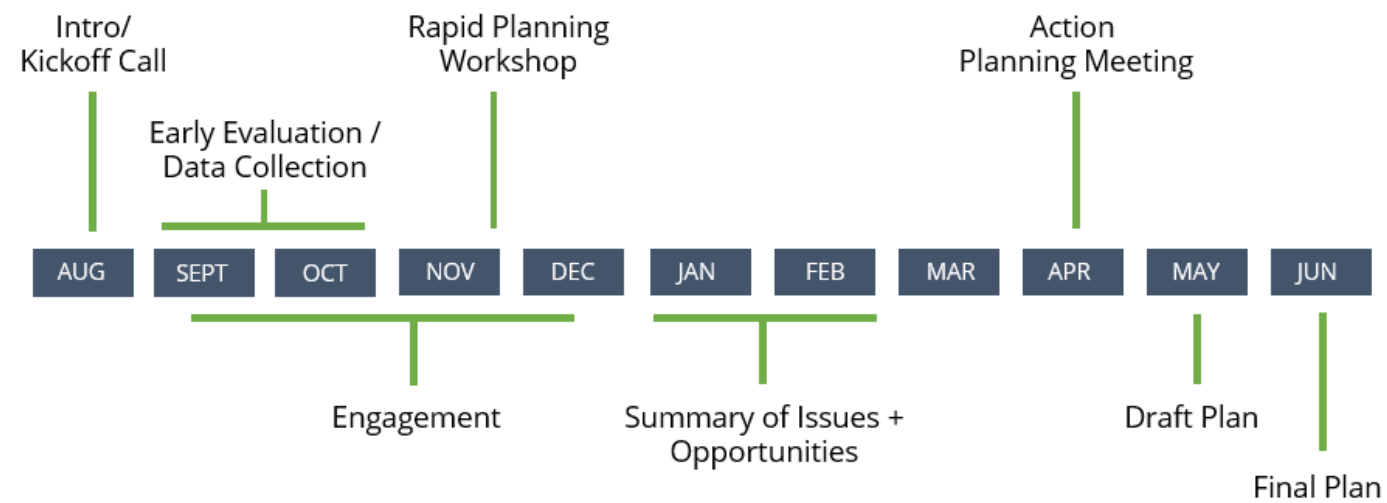 Intro/
Kickoff Call
Rapid Planning
Workshop
Action
Planning Meeting
Early Evaluation /
Data Collection
AUG
SEPT
OCT
NOV
DEC
JAN
FEB
MAR
APR
MAY
JUN
Engagement
Summary of Issues +
Opportunities
Draft Plan
Final Plan